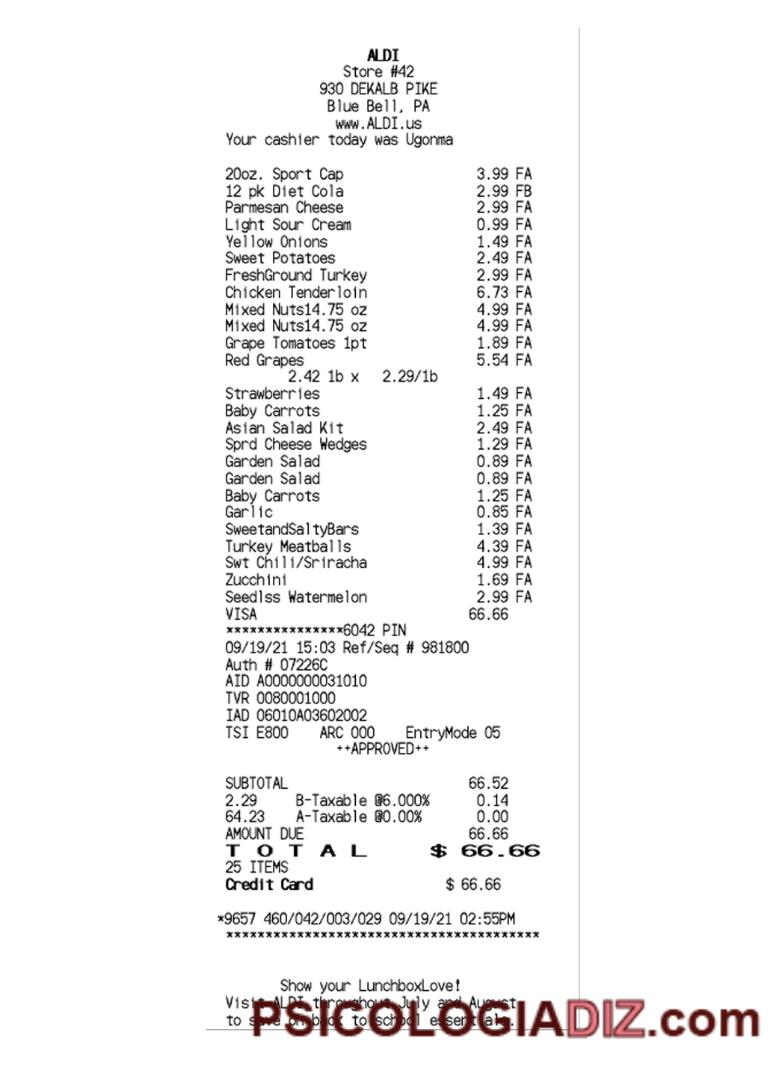 ALDI
Store #42
930 DEKALB PIKE
Blue Bell, PA
www.ALDI.us
Your cashier today was Ugonma
20oz. Sport Cap 3.99 FA
12 pk Diet Cola 2.99 FB
Parmesan Cheese 2.99 FA
Light Sour Cream 0.99 FA
Yellow Onions 1.49 FA
Sweet Potatoes 2.49 FA
FreshGround Turkey 2.99 FA
Chicken Tenderloin 6.73 FA
Mixed Nuts14.75 oz 4.99 FA
Mixed Nuts14.75 oz 4.99 FA
Grape Tomatoes 1pt 1.89 FA
Red Grapes 5.54 FA
2.42 1b x 2.29/1b
Strawberries 1.49 FA
Baby Carrots 1.25 FA
Asian Salad Kit 2.49 FA
Sprd Cheese Wedges 1.29 FA
Garden Salad 0.89 FA
Garden Salad 0.89 FA
Baby Carrots 1.25 FA
Garlic 0.85 FA
SweetandSaltyBars 1.39 FA
Turkey Meatballs 4.39 FA
Swt Chili/Sriracha 4.99 FA
Zucchini 1.69 FA
Seedlss Watermelon 2.99 FA
VISA 66.66
***************6042 PIN
09/19/21 15:03 Ref/Seq # 981800
Auth # 07226C
AID A0000000031010
TVR 0080001000
IAD 06010A03602002
TSI E800 ARC 000 EntryMode 05
++APPROVED++
SUBTOTAL 66.52
2.29 B-Taxable @6.000% 0.14
64.23 A-Taxable @0.00% 0.00
AMOUNT DUE 66.66
T O T A L $ 66.66
25 ITEMS
Credit Card $ 66.66
*9657 460/042/003/029 09/19/21 02:55PM
****************************************
Show your LunchboxLove!
Visit ALDI throughout July and August
to save on back to school essentials.
PSICOLOGIADIZ.com